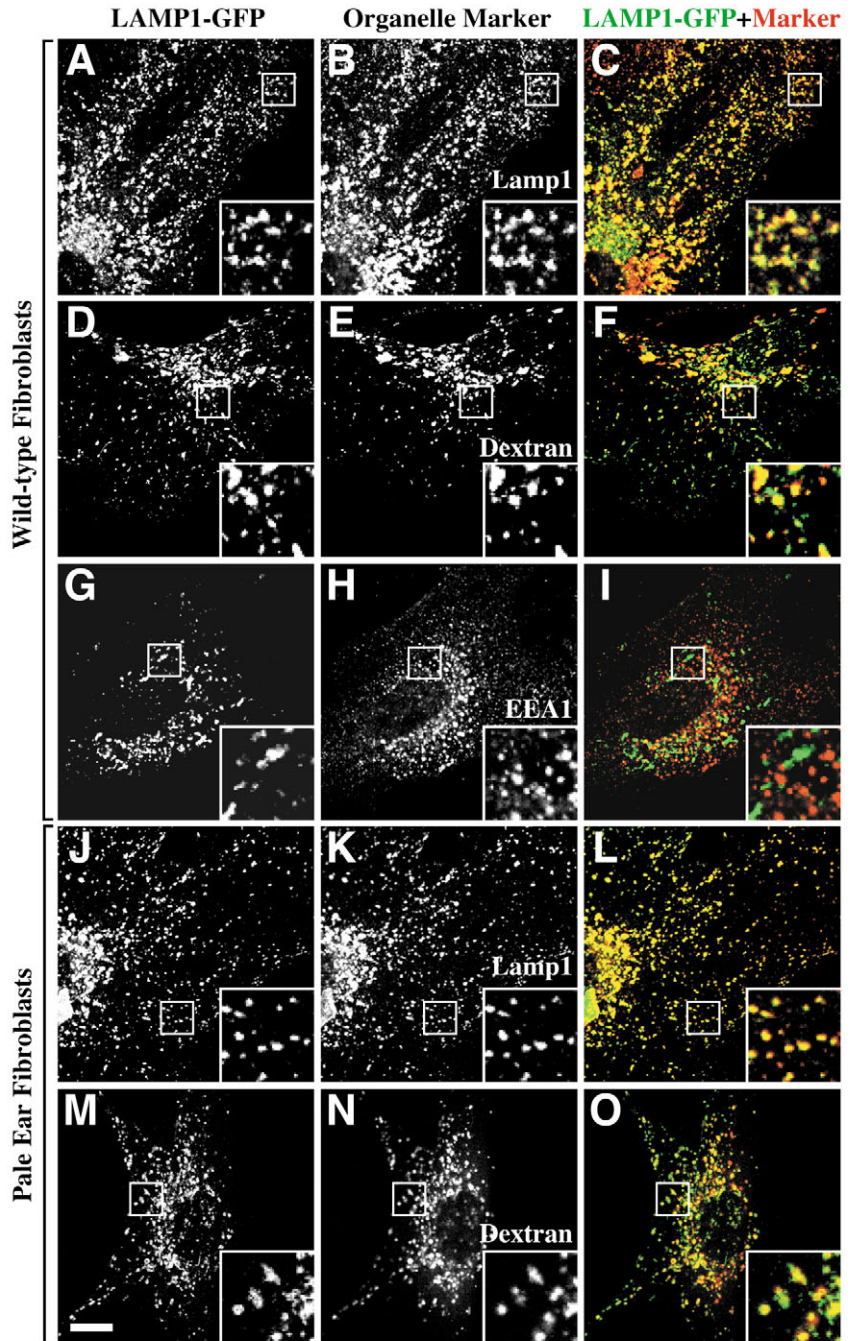 LAMP1-GFP Organelle Marker LAMP1-GFP+Marker
Wild-type Fibroblasts
A B C
Lamp1
D E F
Dextran
G H I
EEA1
Pale Ear Fibroblasts
J K L
Lamp1
M N O
Dextran